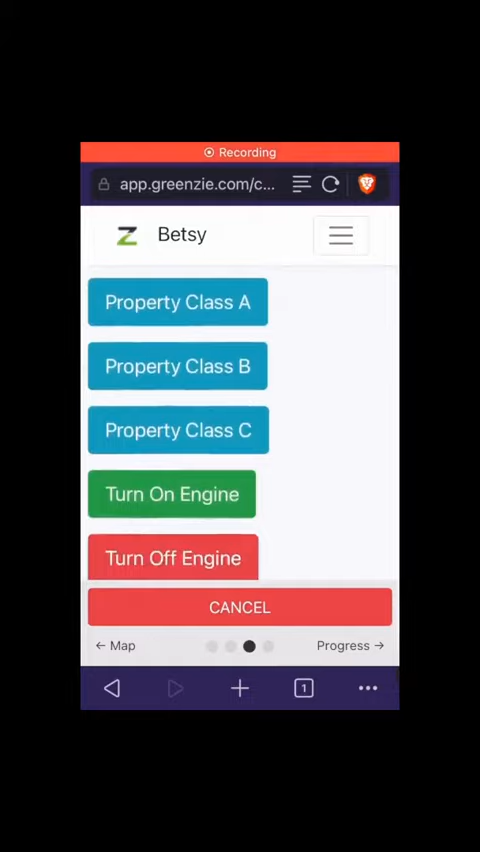 Recording
app.greenzie.com/c...
Betsy
Property Class A
Property Class B
Property Class C
Turn On Engine
Turn Off Engine
CANCEL
← Map
Progress →
1